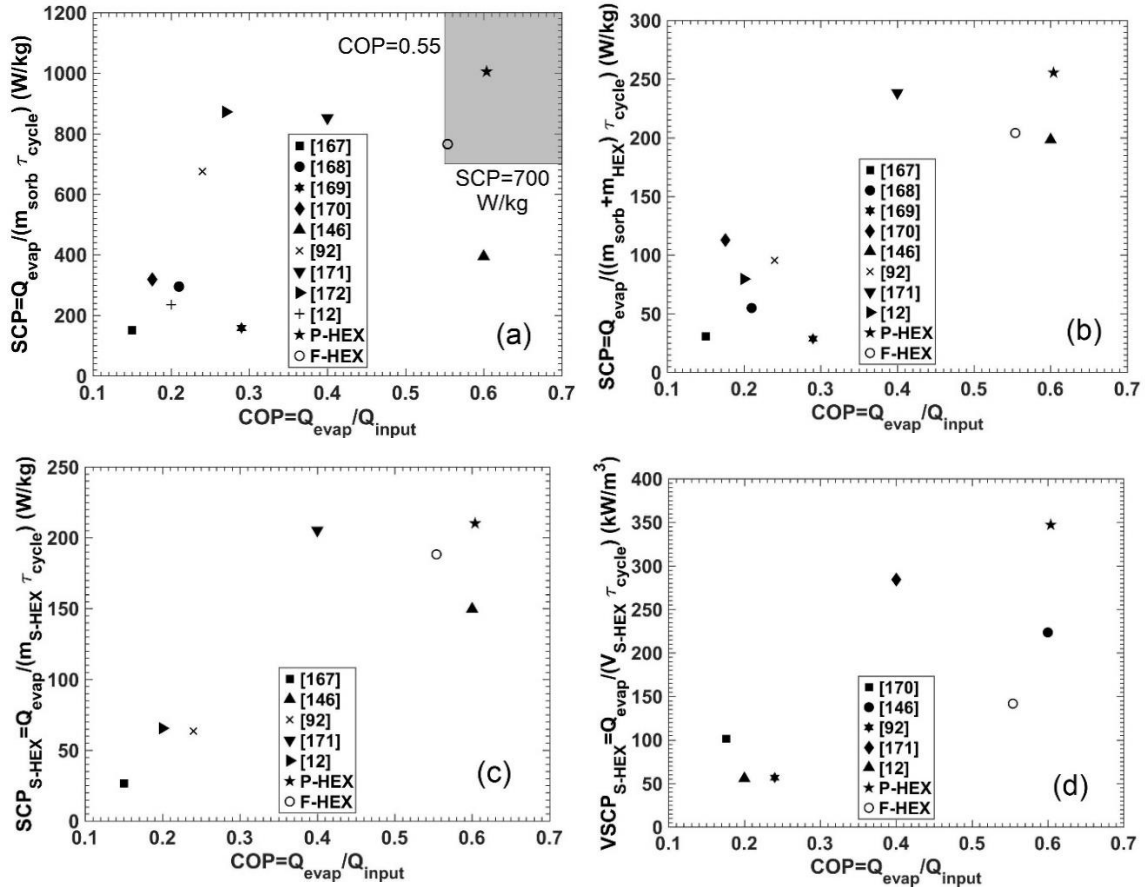 1200
1000
800
600
400
200
0
SCP=Q_evap/(m_sorb τ_cycle) (W/kg)
COP=0.55
SCP=700
W/kg
[167]
[168]
[169]
[170]
[146]
[92]
[171]
[172]
[12]
P-HEX
F-HEX
(a)
0.1 0.2 0.3 0.4 0.5 0.6 0.7
COP=Q_evap/Q_input
300
250
200
150
100
50
0
SCP=Q_evap/((m_sorb+m_HEX) τ_cycle) (W/kg)
[167]
[168]
[169]
[170]
[146]
[92]
[171]
[12]
P-HEX
F-HEX
(b)
0.1 0.2 0.3 0.4 0.5 0.6 0.7
COP=Q_evap/Q_input
250
200
150
100
50
0
SCP_S-HEX=Q_evap/(m_S-HEX τ_cycle) (W/kg)
[167]
[146]
[92]
[171]
[12]
P-HEX
F-HEX
(c)
0.1 0.2 0.3 0.4 0.5 0.6 0.7
COP=Q_evap/Q_input
400
350
300
250
200
150
100
50
0
VSCP_S-HEX=Q_evap/(V_S-HEX τ_cycle) (kW/m³)
[170]
[146]
[92]
[171]
[12]
P-HEX
F-HEX
(d)
0.1 0.2 0.3 0.4 0.5 0.6 0.7
COP=Q_evap/Q_input